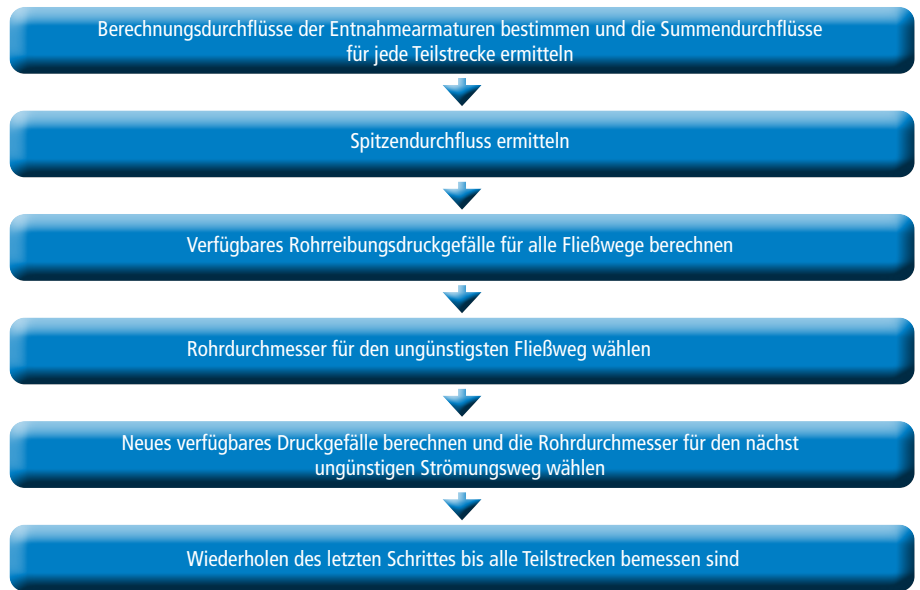 Berechnungsdurchflüsse der Entnahmearmaturen bestimmen und die Summendurchflüsse
für jede Teilstrecke ermitteln
Spitzendurchfluss ermitteln
Verfügbares Rohrreibungsdruckgefälle für alle Fließwege berechnen
Rohrdurchmesser für den ungünstigsten Fließweg wählen
Neues verfügbares Druckgefälle berechnen und die Rohrdurchmesser für den nächst
ungünstigen Strömungsweg wählen
Wiederholen des letzten Schrittes bis alle Teilstrecken bemessen sind